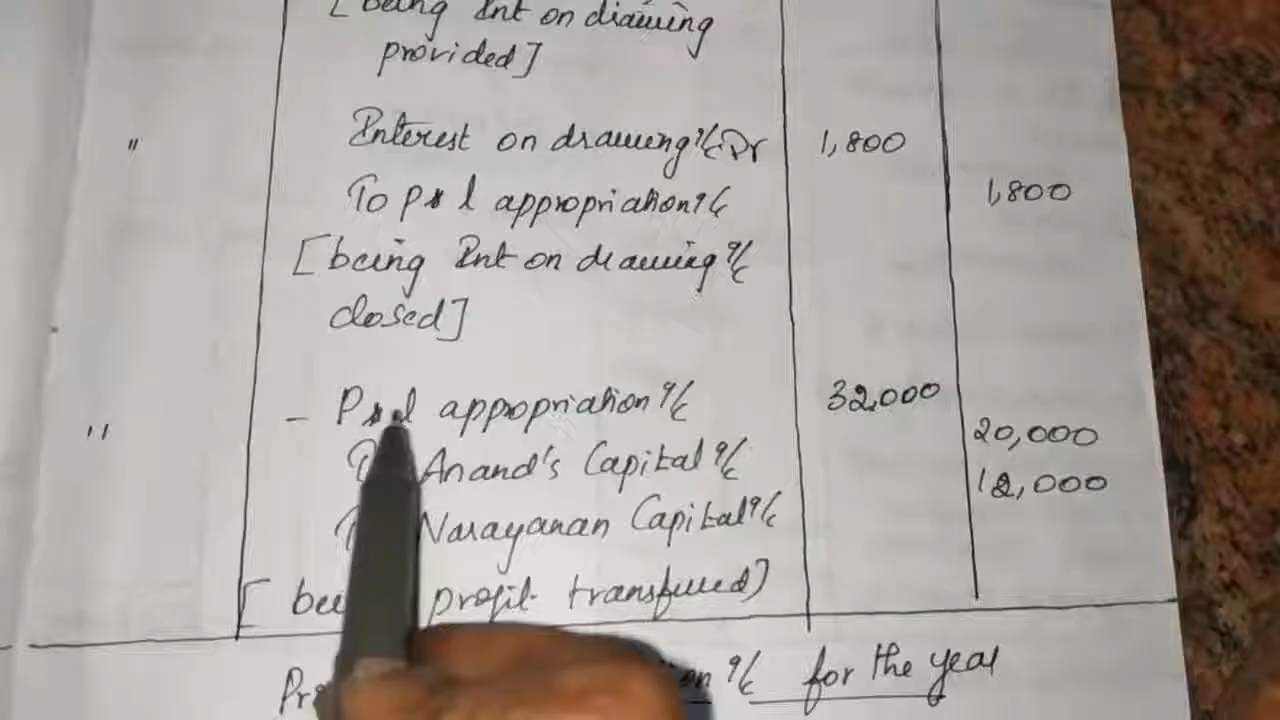 [being Int on drawing
provided]
" Interest on drawing a/c Dr 1,800
To P & l appropriation a/c 1,800
[being Int on drawing a/c
closed]
" - P & l appropriation a/c 32,000
Anand's Capital a/c 20,000
Narayanan Capital a/c 12,000
[ profit transferred]
a/c for the year